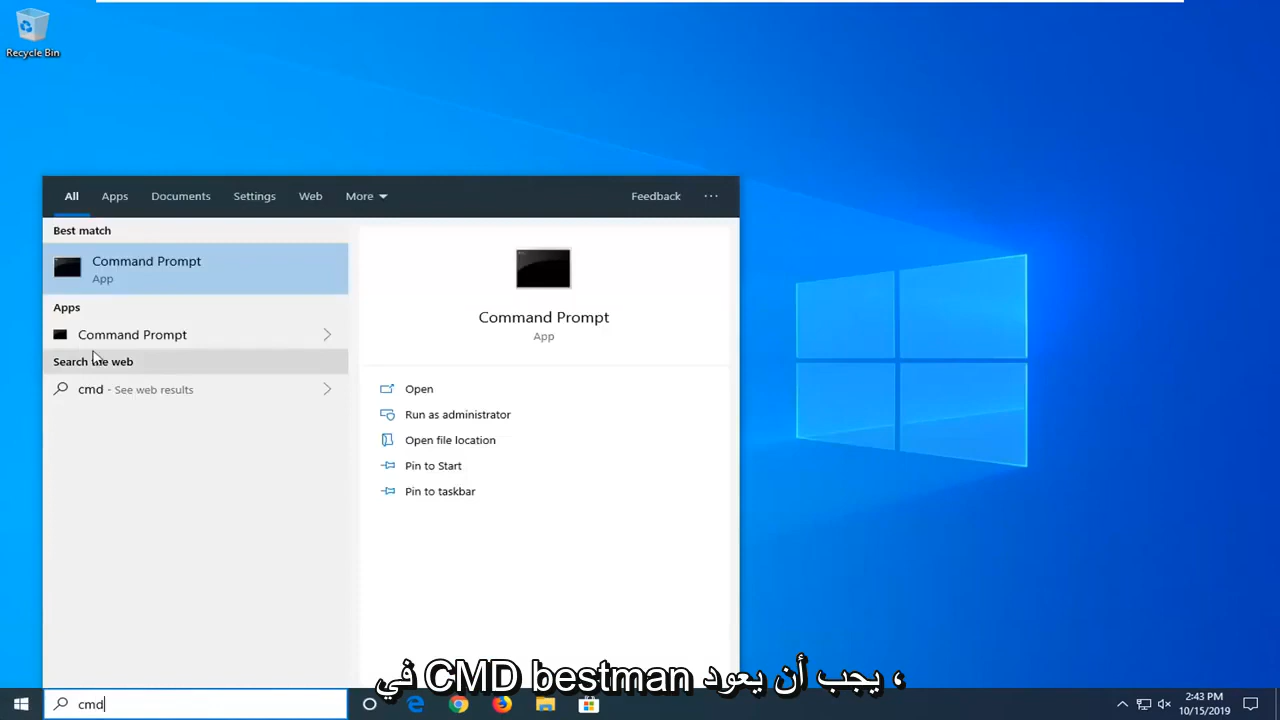 Recycle Bin
All Apps Documents Settings Web More Feedback ...
Best match
Command Prompt
App
Apps
Command Prompt
Search the web
cmd - See web results
Command Prompt
App
Open
Run as administrator
Open file location
Pin to Start
Pin to taskbar
، يجب أن يعود CMD bestman في
cmd
2:43 PM
10/15/2019